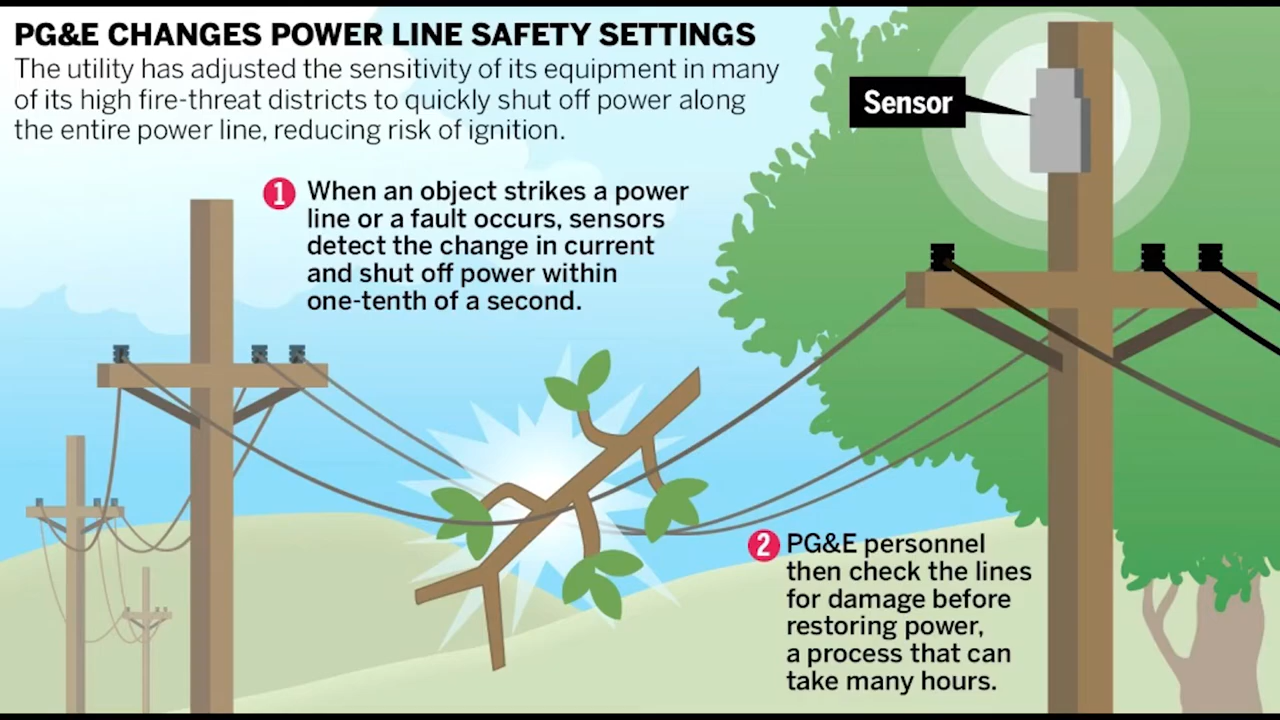 PG&E CHANGES POWER LINE SAFETY SETTINGS
The utility has adjusted the sensitivity of its equipment in many
of its high fire-threat districts to quickly shut off power along
the entire power line, reducing risk of ignition.
Sensor
1 When an object strikes a power
line or a fault occurs, sensors
detect the change in current
and shut off power within
one-tenth of a second.
2 PG&E personnel
then check the lines
for damage before
restoring power,
a process that can
take many hours.